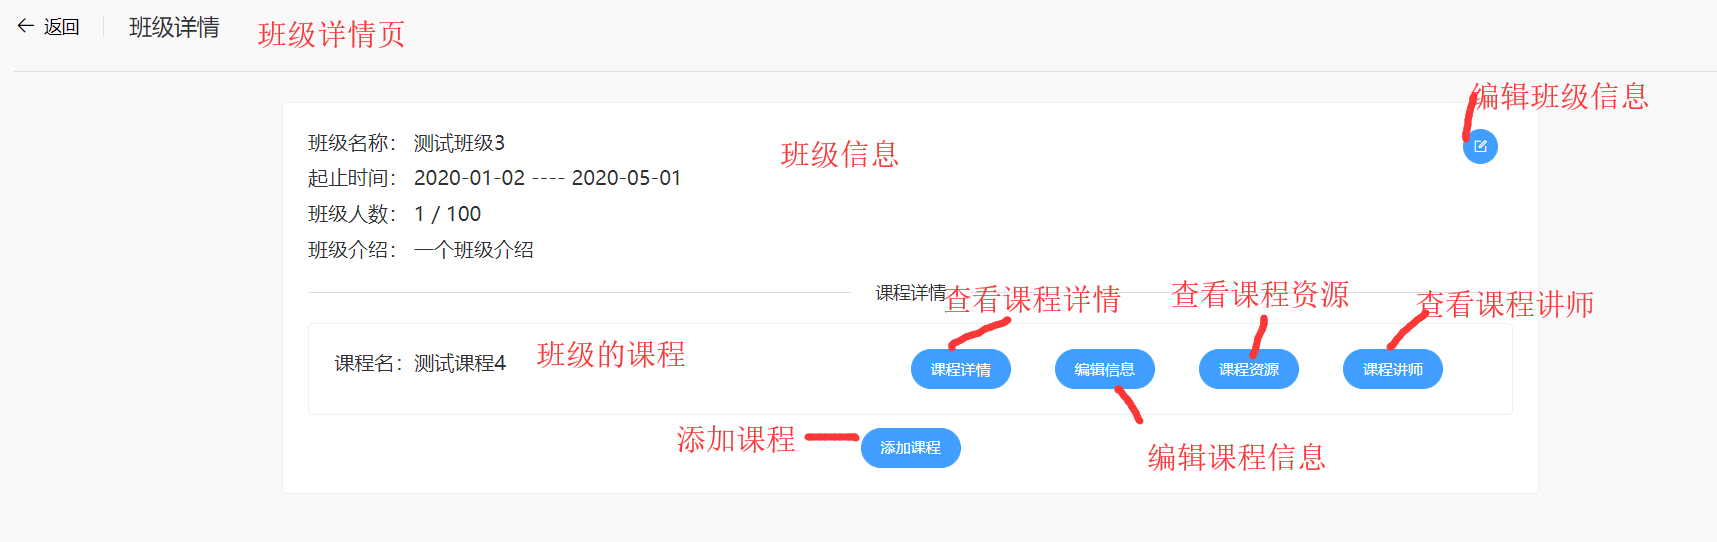 返回 班级详情 班级详情页
编辑班级信息
班级名称： 测试班级3
班级信息
起止时间： 2020-01-02 ---- 2020-05-01
班级人数： 1 / 100
班级介绍： 一个班级介绍
课程详情
查看课程详情 查看课程资源 查看课程讲师
课程名：测试课程4 班级的课程 课程详情 编辑信息 课程资源 课程讲师
添加课程 添加课程
编辑课程信息